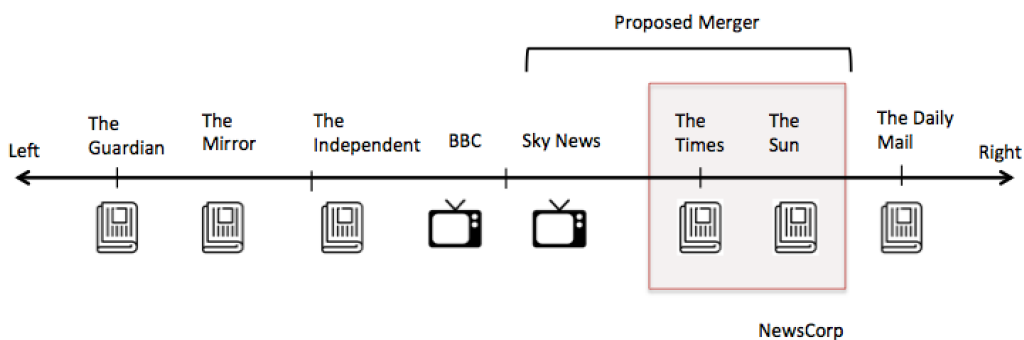 Proposed Merger
The
Guardian
The
Mirror
The
Independent
BBC
Sky News
The
Times
The
Sun
The Daily
Mail
Left
Right
NewsCorp